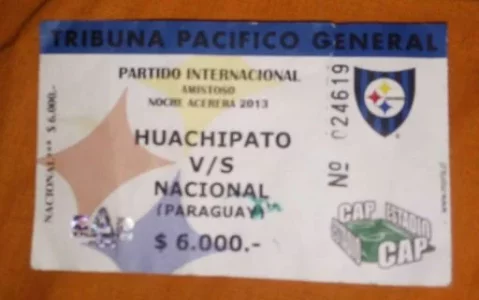 TRIBUNA PACIFICO GENERAL
PARTIDO INTERNACIONAL
AMISTOSO
NOCHE ACERERA 2013
HUACHIPATO
V/S
NACIONAL
(PARAGUAY)
$ 6.000.-
NACIONAL*** $ 6.000.-
Nº 024619
CAP
ESTADIO
ESTADIO
CAP